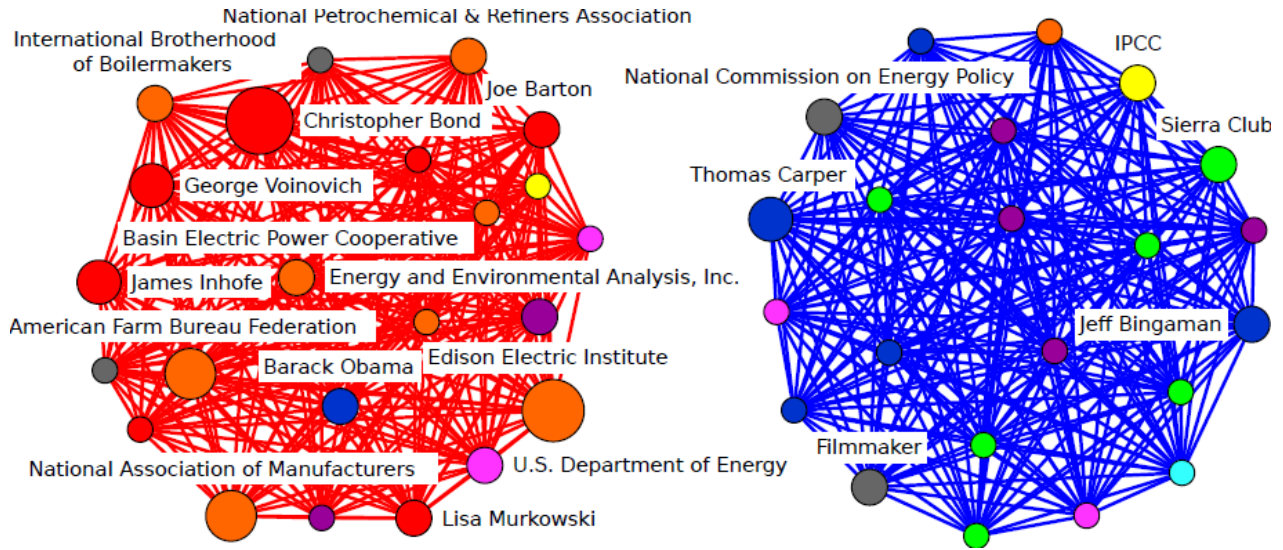 National Petrochemical & Refiners Association
International Brotherhood
of Boilermakers
Joe Barton
Christopher Bond
George Voinovich
Basin Electric Power Cooperative
James Inhofe
Energy and Environmental Analysis, Inc.
American Farm Bureau Federation
Edison Electric Institute
Barack Obama
National Association of Manufacturers
U.S. Department of Energy
Lisa Murkowski
IPCC
National Commission on Energy Policy
Sierra Club
Thomas Carper
Jeff Bingaman
Filmmaker